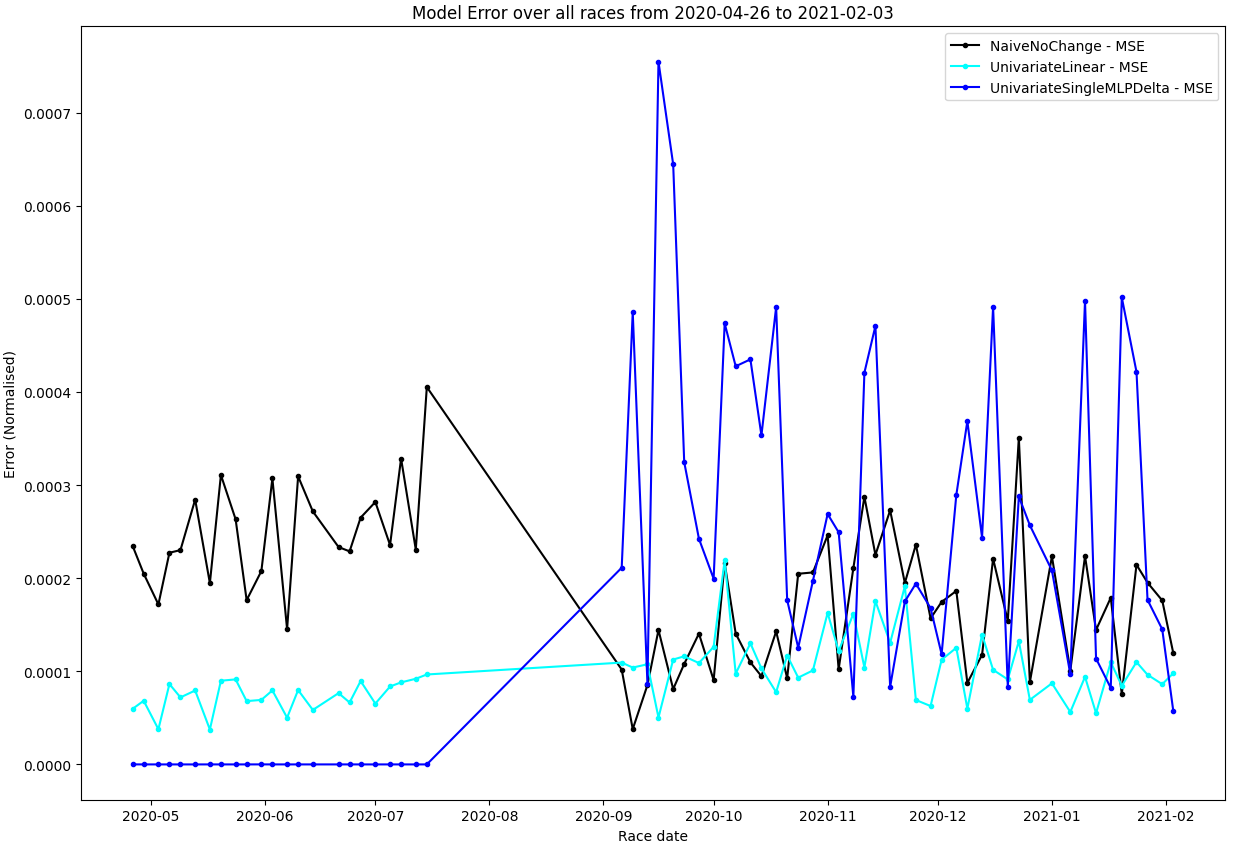 Model Error over all races from 2020-04-26 to 2021-02-03
NaiveNoChange - MSE
UnivariateLinear - MSE
UnivariateSingleMLPDelta - MSE
Error (Normalised)
0.0007
0.0006
0.0005
0.0004
0.0003
0.0002
0.0001
0.0000
2020-05 2020-06 2020-07 2020-08 2020-09 2020-10 2020-11 2020-12 2021-01 2021-02
Race date